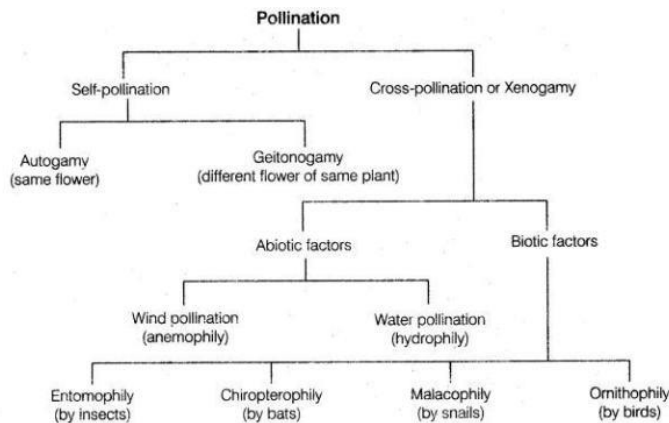 Pollination
Self-pollination
Cross-pollination or Xenogamy
Autogamy
(same flower)
Geitonogamy
(different flower of same plant)
Abiotic factors
Biotic factors
Wind pollination
(anemophily)
Water pollination
(hydrophily)
Entomophily
(by insects)
Chiropterophily
(by bats)
Malacophily
(by snails)
Ornithophily
(by birds)